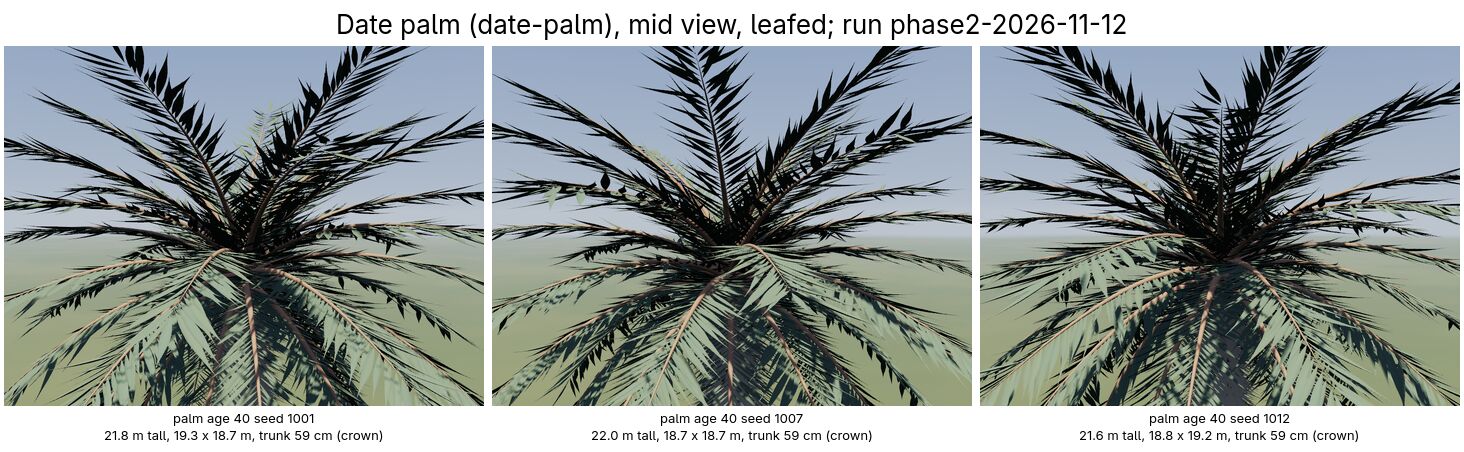 Date palm (date-palm), mid view, leafed; run phase2-2026-11-12
palm age 40 seed 1001
21.8 m tall, 19.3 x 18.7 m, trunk 59 cm (crown)
palm age 40 seed 1007
22.0 m tall, 18.7 x 18.7 m, trunk 59 cm (crown)
palm age 40 seed 1012
21.6 m tall, 18.8 x 19.2 m, trunk 59 cm (crown)